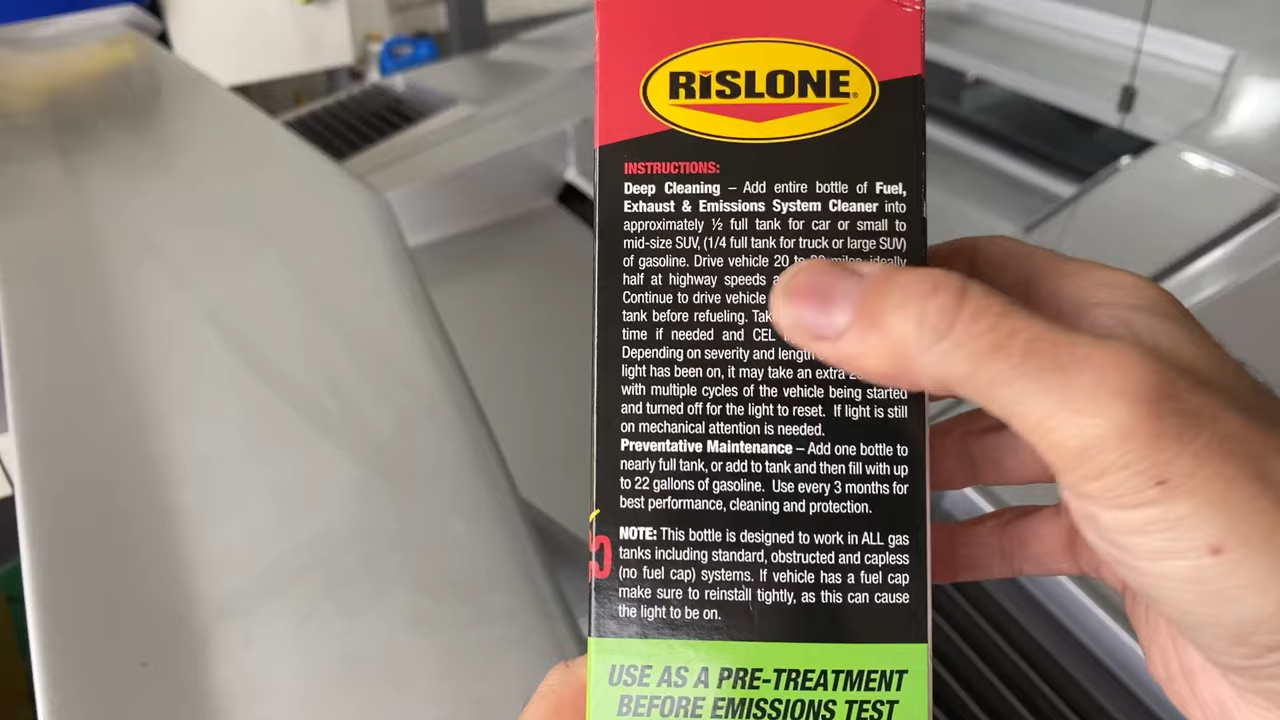 RiSLONE®
INSTRUCTIONS:
Deep Cleaning – Add entire bottle of Fuel,
Exhaust & Emissions System Cleaner into
approximately ½ full tank for car or small to
mid-size SUV, (1/4 full tank for truck or large SUV)
of gasoline. Drive vehicle 20 to miles, ideally
half at highway speeds
Continue to drive vehicle
tank before refueling.
time if needed and CEL
Depending on severity and length
light has been on, it may take an extra
with multiple cycles of the vehicle being started
and turned off for the light to reset. If light is still
on mechanical attention is needed.
Preventative Maintenance – Add one bottle to
nearly full tank, or add to tank and then fill with up
to 22 gallons of gasoline. Use every 3 months for
best performance, cleaning and protection.
NOTE: This bottle is designed to work in ALL gas
tanks including standard, obstructed and capless
(no fuel cap) systems. If vehicle has a fuel cap
make sure to reinstall tightly, as this can cause
the light to be on.
USE AS A PRE-TREATMENT
BEFORE EMISSIONS TEST